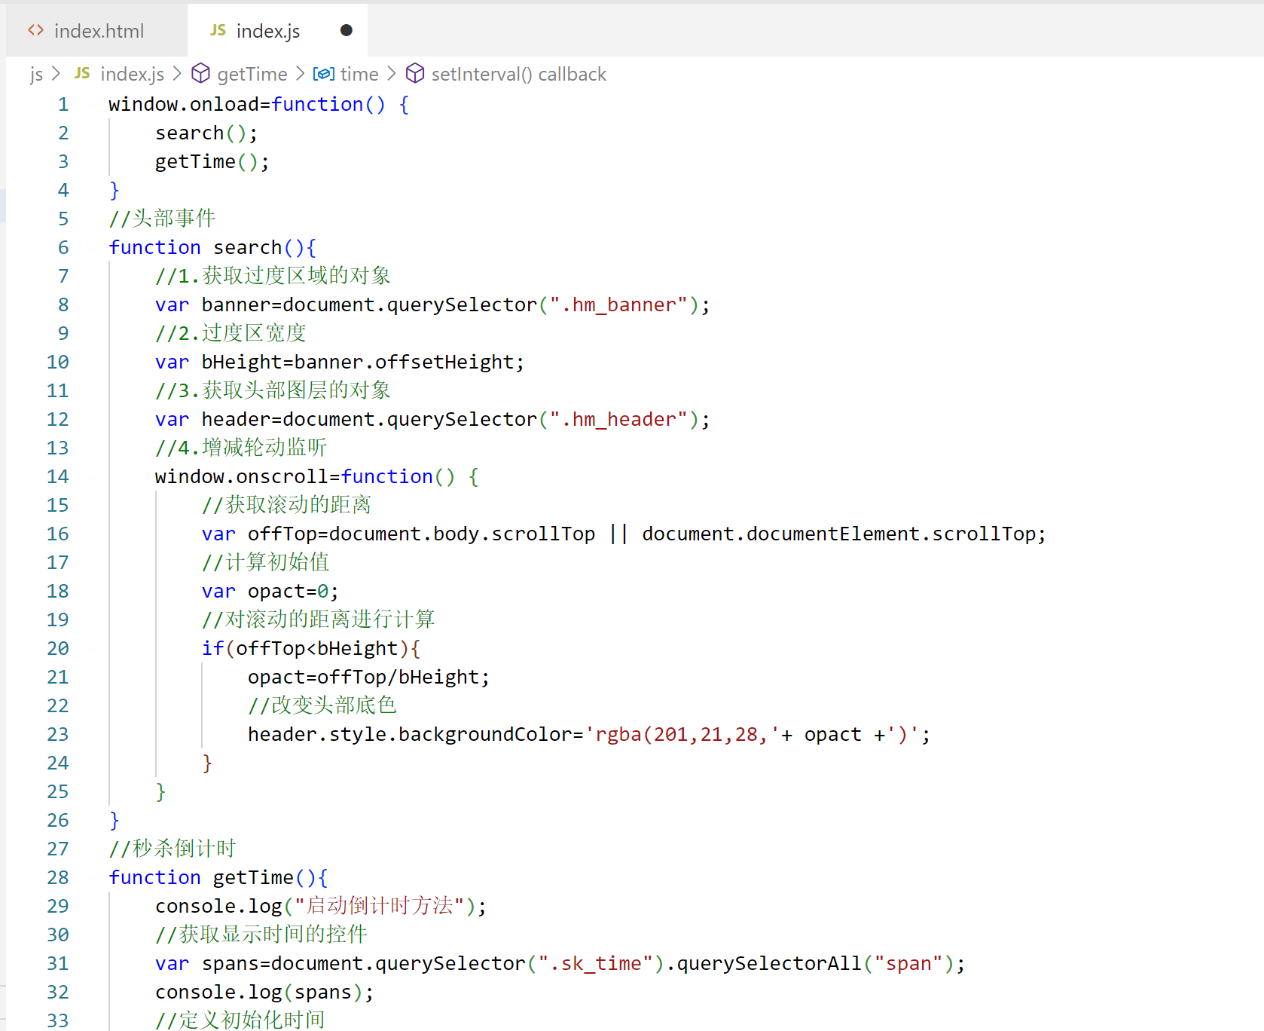 <> index.html JS index.js ●
js > JS index.js > getTime > time > setInterval() callback
1 window.onload=function() {
2 search();
3 getTime();
4 }
5 //头部事件
6 function search(){
7 //1.获取过度区域的对象
8 var banner=document.querySelector(".hm_banner");
9 //2.过度区宽度
10 var bHeight=banner.offsetHeight;
11 //3.获取头部图层的对象
12 var header=document.querySelector(".hm_header");
13 //4.增减轮动监听
14 window.onscroll=function() {
15 //获取滚动的距离
16 var offTop=document.body.scrollTop || document.documentElement.scrollTop;
17 //计算初始值
18 var opact=0;
19 //对滚动的距离进行计算
20 if(offTop<bHeight){
21 opact=offTop/bHeight;
22 //改变头部底色
23 header.style.backgroundColor='rgba(201,21,28,'+ opact +')';
24 }
25 }
26 }
27 //秒杀倒计时
28 function getTime(){
29 console.log("启动倒计时方法");
30 //获取显示时间的控件
31 var spans=document.querySelector(".sk_time").querySelectorAll("span");
32 console.log(spans);
33 //定义初始化时间